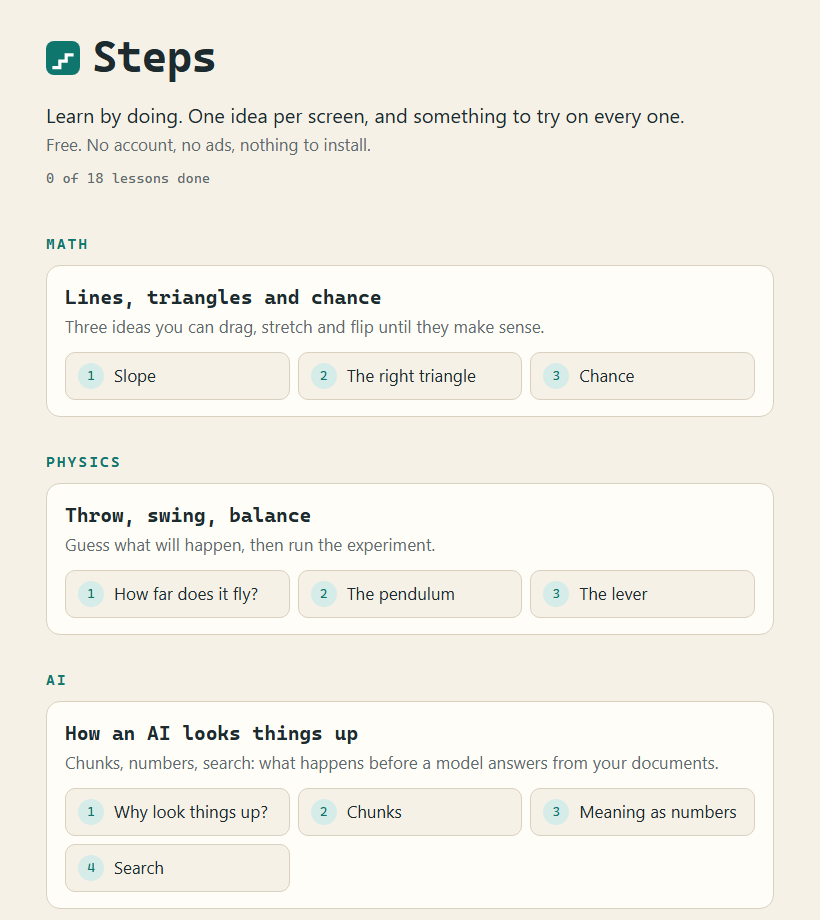 Steps
Learn by doing. One idea per screen, and something to try on every one.
Free. No account, no ads, nothing to install.
0 of 18 lessons done
MATH
Lines, triangles and chance
Three ideas you can drag, stretch and flip until they make sense.
1 Slope
2 The right triangle
3 Chance
PHYSICS
Throw, swing, balance
Guess what will happen, then run the experiment.
1 How far does it fly?
2 The pendulum
3 The lever
AI
How an AI looks things up
Chunks, numbers, search: what happens before a model answers from your documents.
1 Why look things up?
2 Chunks
3 Meaning as numbers
4 Search